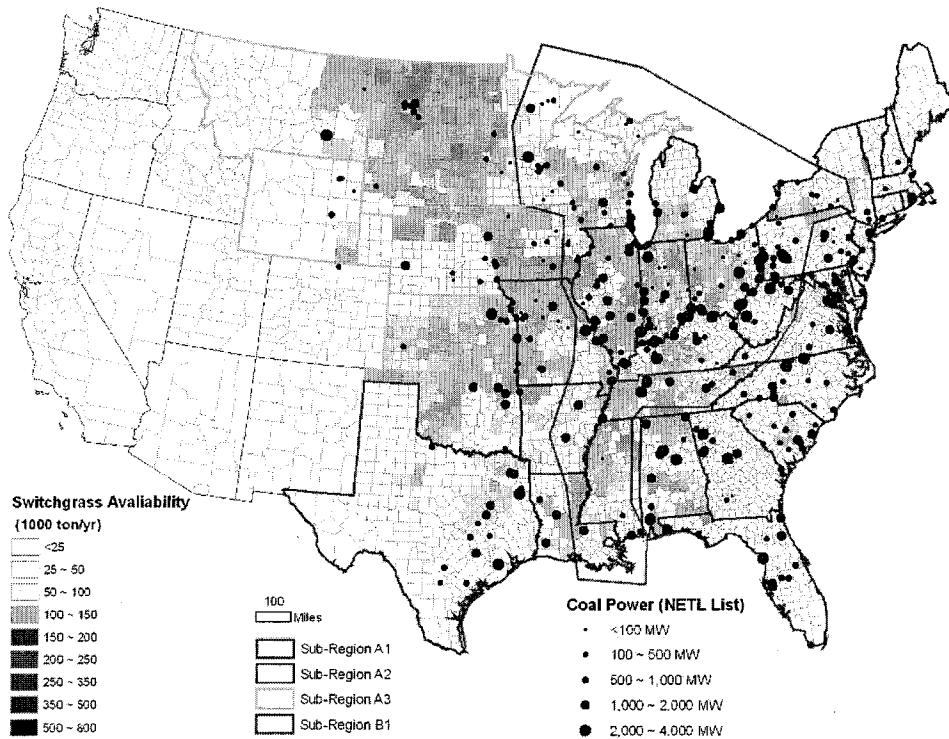 Switchgrass Avaliability
(1000 ton/yr)
<25
25 ~ 50
50 ~ 100
100 ~ 150
150 ~ 200
200 ~ 250
250 ~ 350
350 ~ 500
500 ~ 800
100
Miles
Sub-Region A1
Sub-Region A2
Sub-Region A3
Sub-Region B1
Coal Power (NETL List)
<100 MW
100 ~ 500 MW
500 ~ 1,000 MW
1,000 ~ 2,000 MW
2,000 ~ 4,000 MW